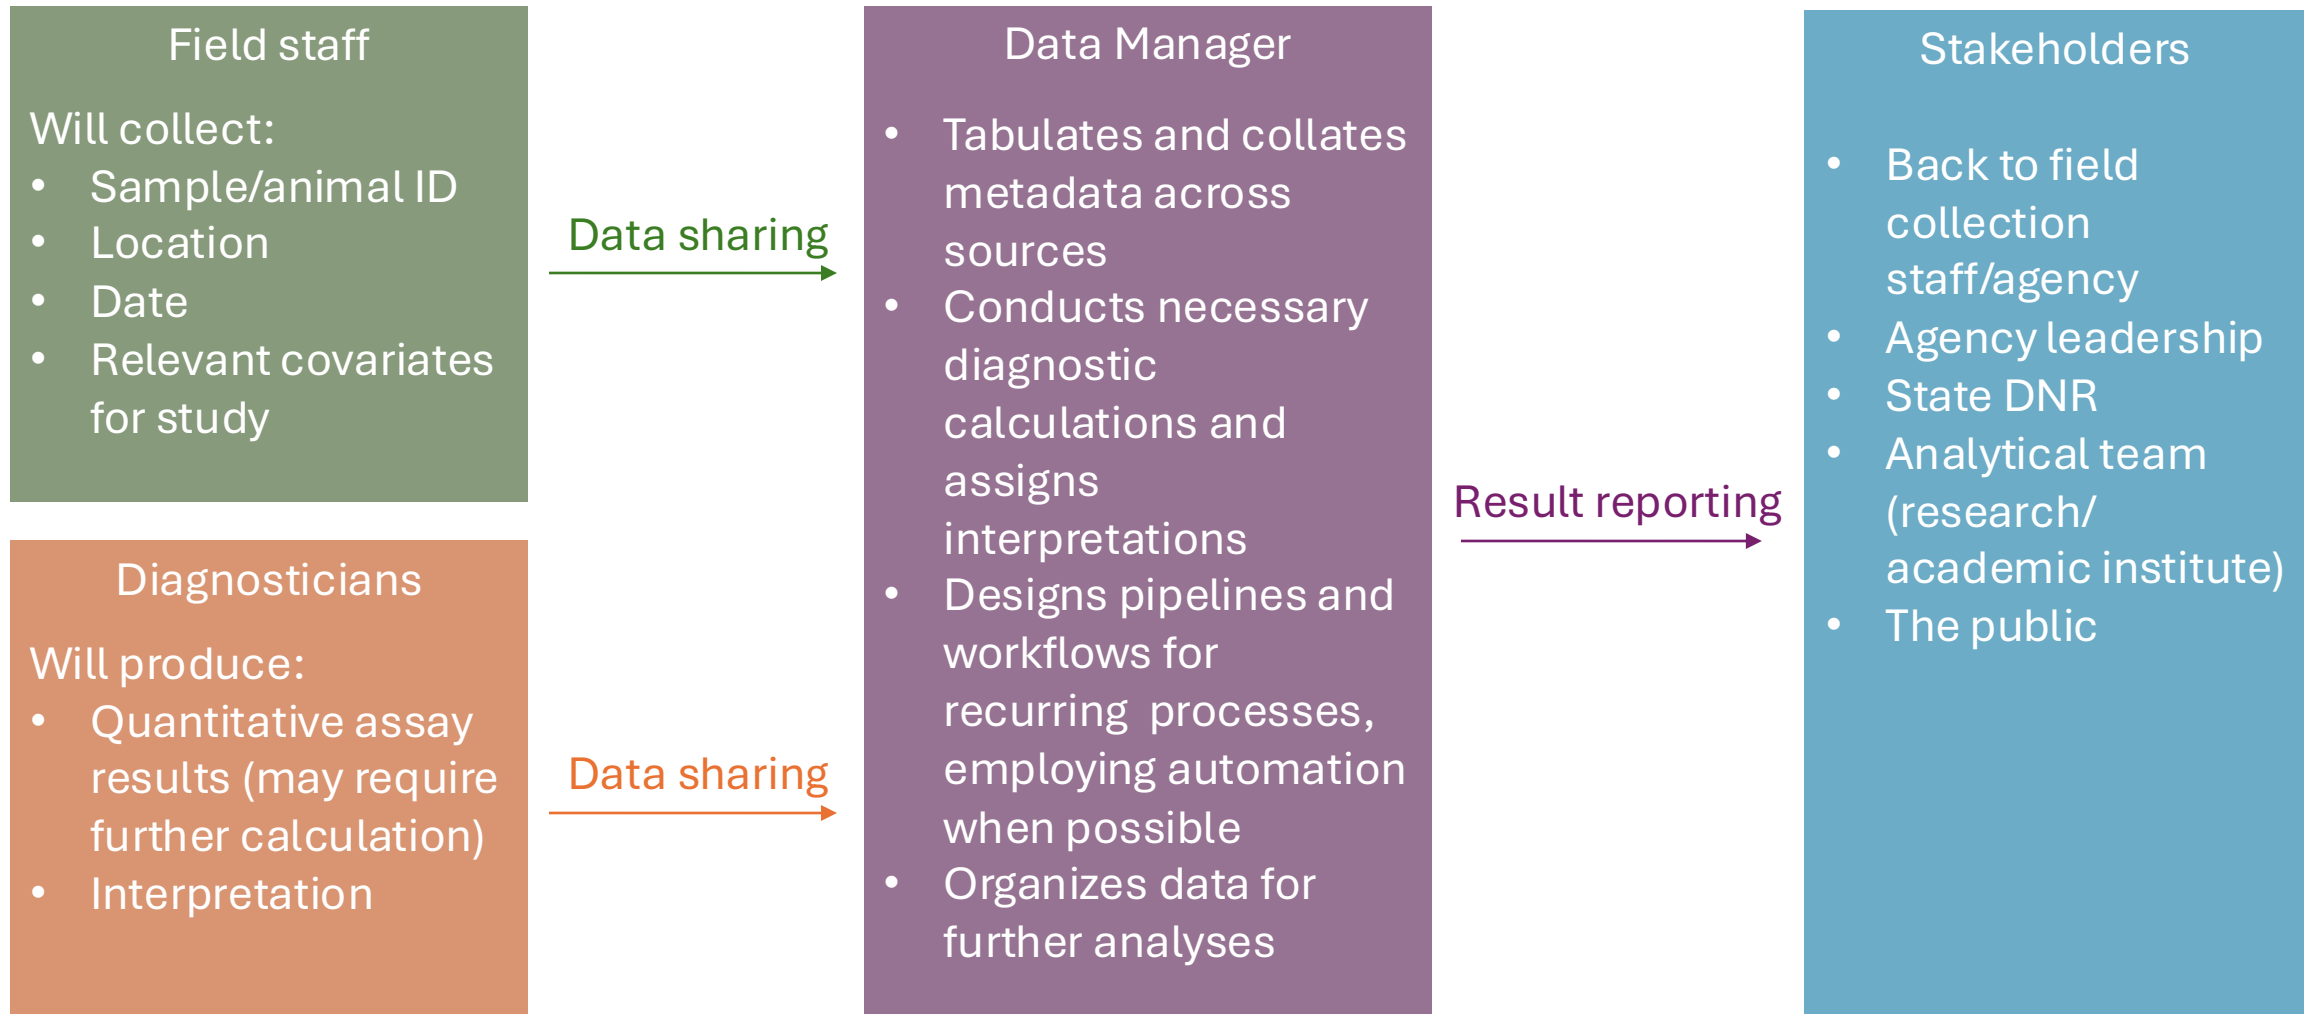 Field staff
Will collect:
• Sample/animal ID
• Location
• Date
• Relevant covariates
for study
Data sharing
Diagnosticians
Will produce:
• Quantitative assay
results (may require
further calculation)
• Interpretation
Data sharing
Data Manager
• Tabulates and collates
metadata across
sources
• Conducts necessary
diagnostic
calculations and
assigns
interpretations
• Designs pipelines and
workflows for
recurring  processes,
employing automation
when possible
• Organizes data for
further analyses
Result reporting
Stakeholders
• Back to field
collection
staff/agency
• Agency leadership
• State DNR
• Analytical team
(research/
academic institute)
• The public